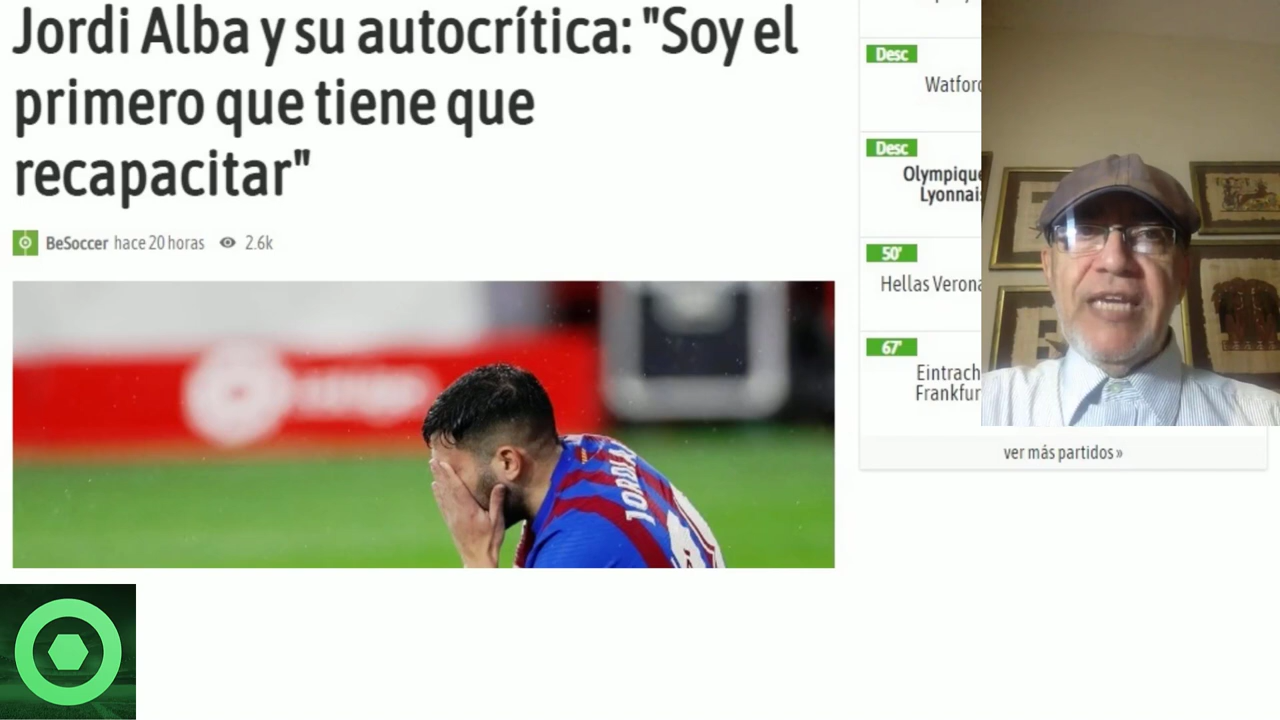 Jordi Alba y su autocrítica: "Soy el
primero que tiene que
recapacitar"
BeSoccer hace 20 horas 2.6k
JORDI A
Desc
Watford
Desc
Olympique
Lyonnais
50'
Hellas Verona
67'
Eintrach
Frankfur
ver más partidos »